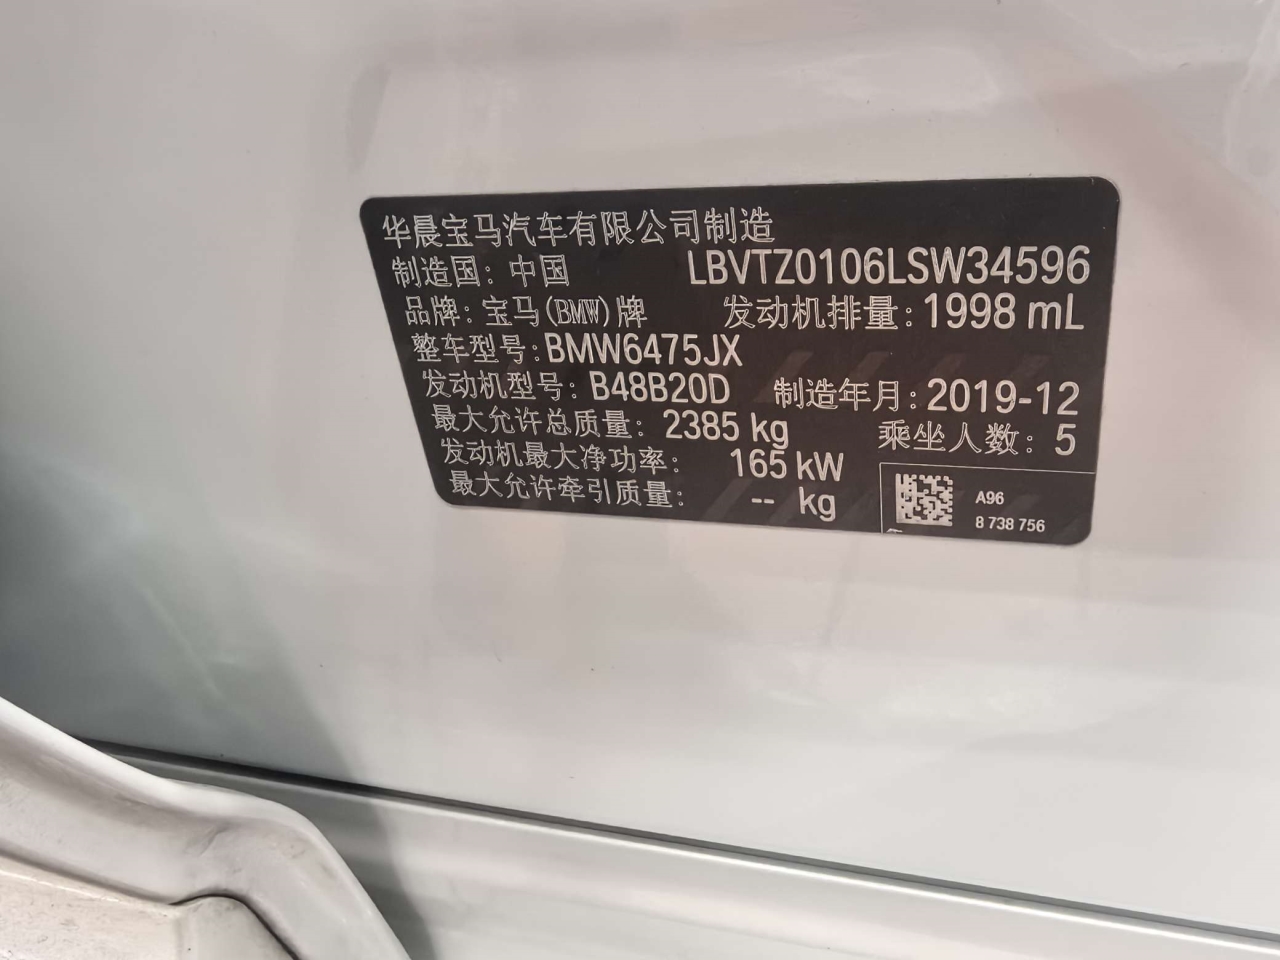 华晨宝马汽车有限公司制造
制造国：中国 LBVTZ0106LSW34596
品牌：宝马(BMW)牌 发动机排量：1998 mL
整车型号：BMW6475JX
发动机型号：B48B20D 制造年月：2019-12
最大允许总质量：2385 kg 乘坐人数：5
发动机最大净功率：165 kW
最大允许牵引质量：-- kg
A96
8 738 756